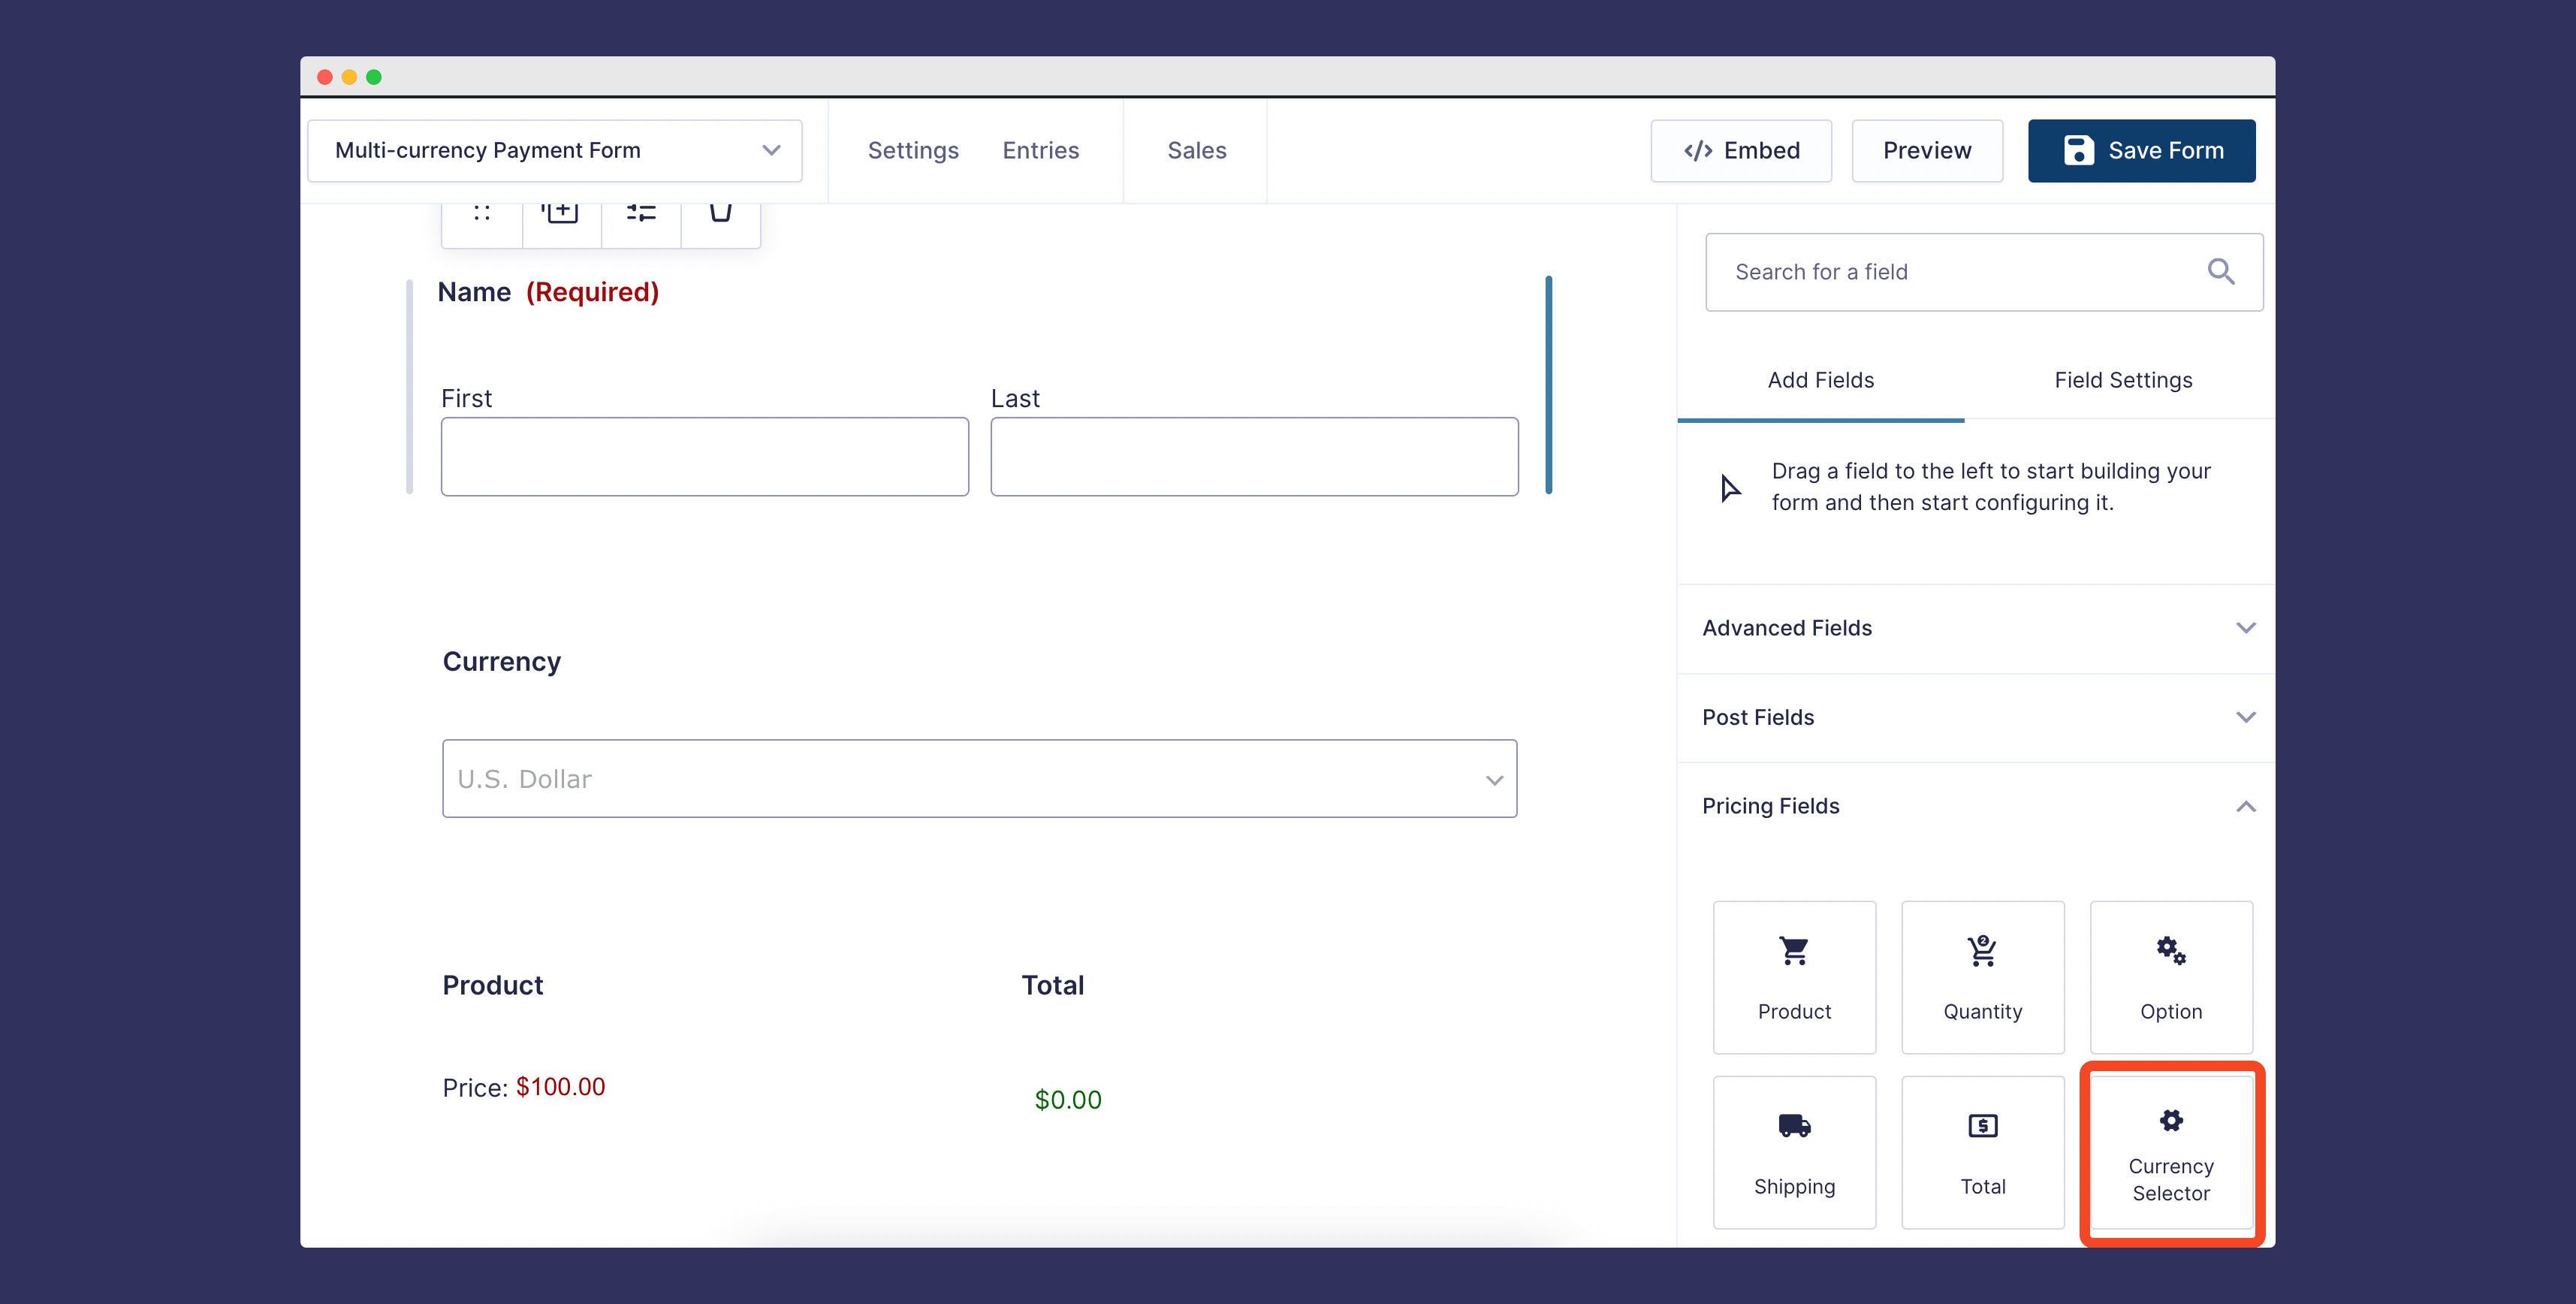 Multi-currency Payment Form
Settings
Entries
Sales
</> Embed
Preview
Save Form
Name (Required)
First
Last
Currency
U.S. Dollar
Product
Total
Price: $100.00
$0.00
Search for a field
Add Fields
Field Settings
Drag a field to the left to start building your
form and then start configuring it.
Advanced Fields
Post Fields
Pricing Fields
2
Product
Quantity
Option
$
Shipping
Total
Currency
Selector